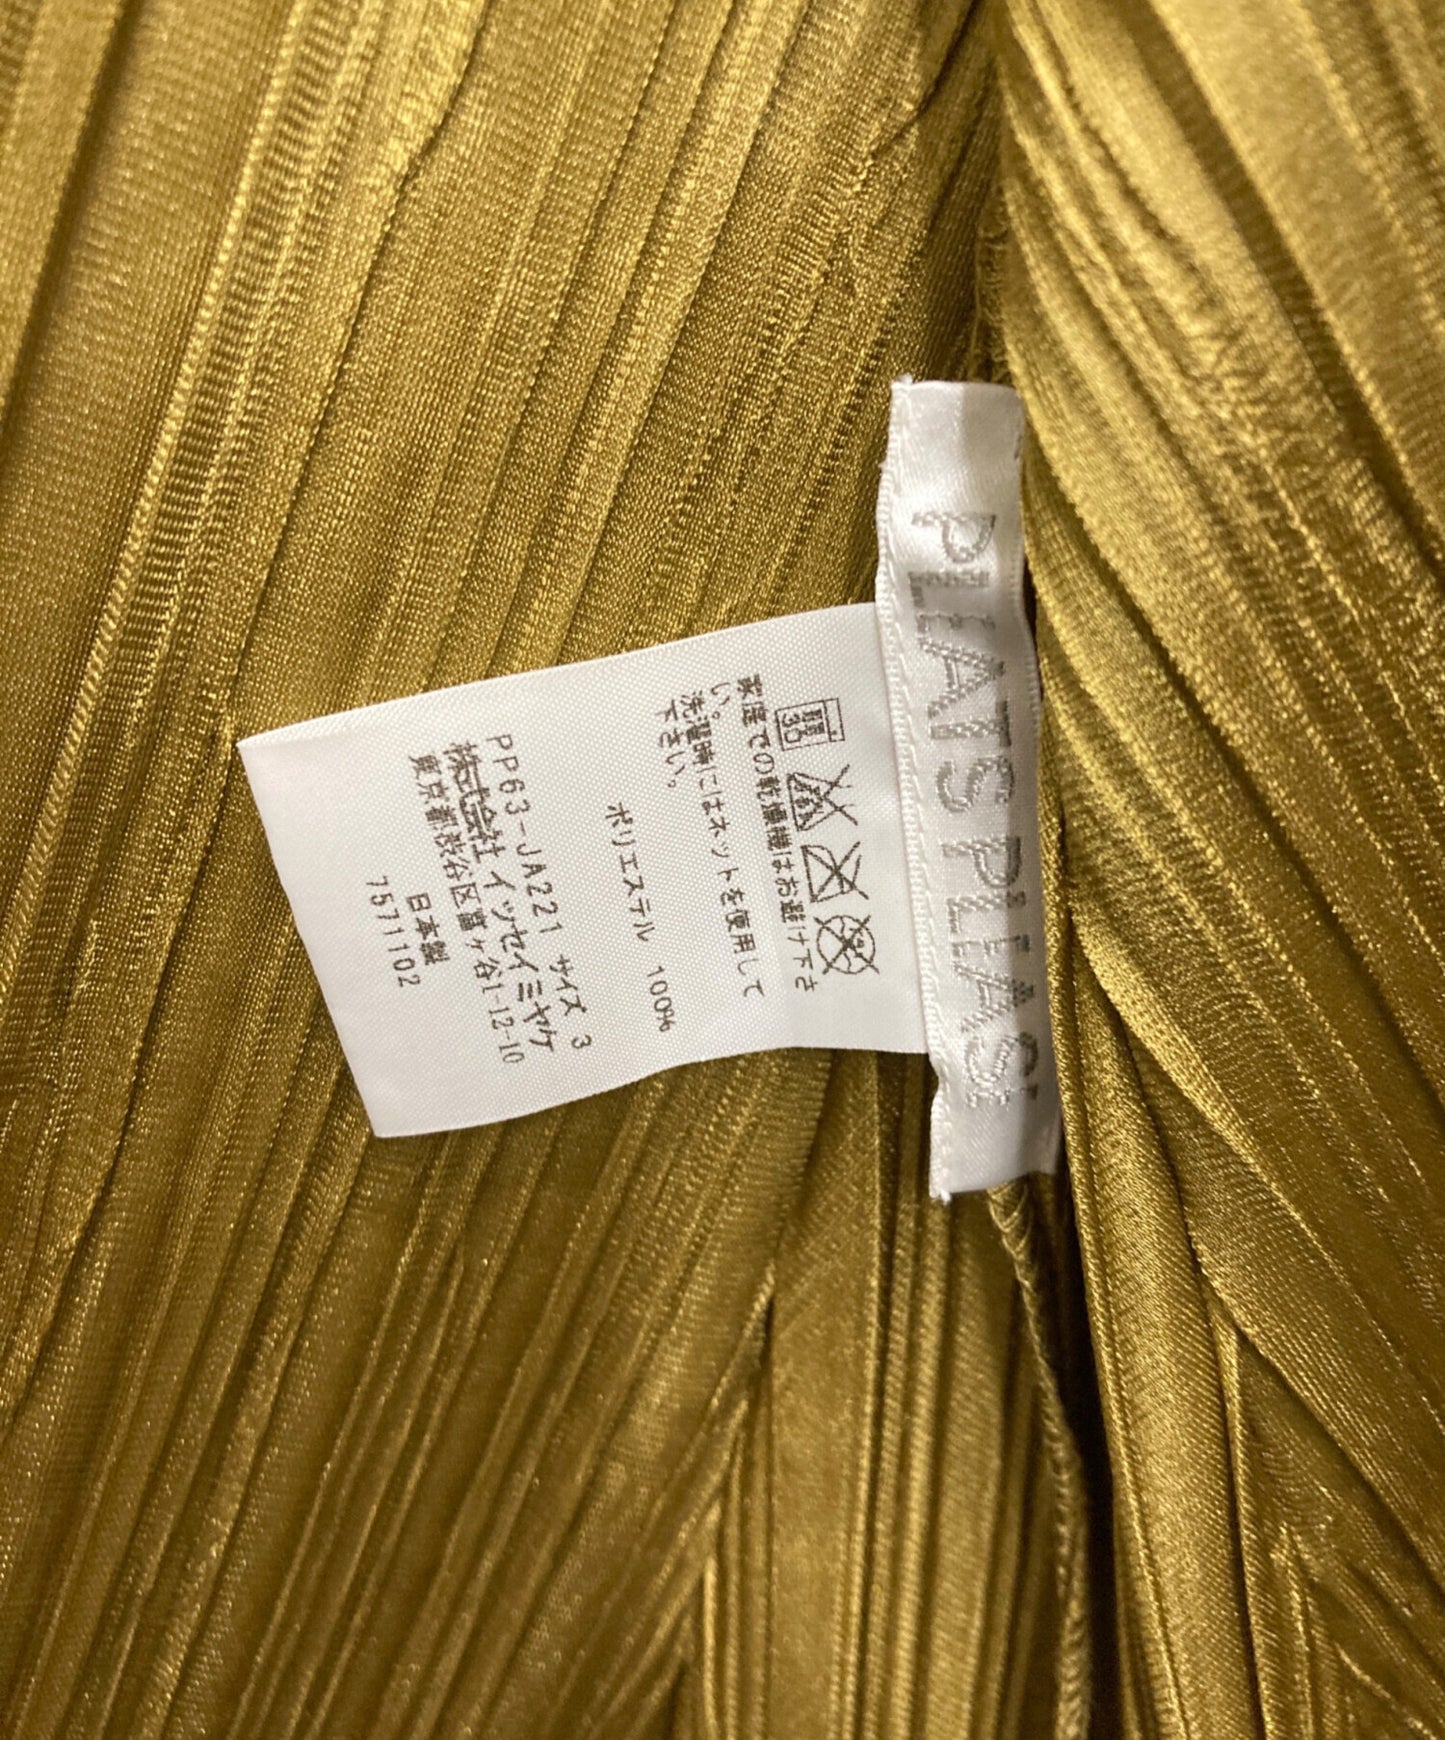 PLEATS PLEASE
30
家庭での乾燥機はお避け下さ
い。
洗濯時にはネットを使用して
下さい。
ポリエステル 100%
PP63-JA221 サイズ 3
株式会社 イッセイミヤケ
東京都渋谷区富ヶ谷1-12-10
日本製
7571102